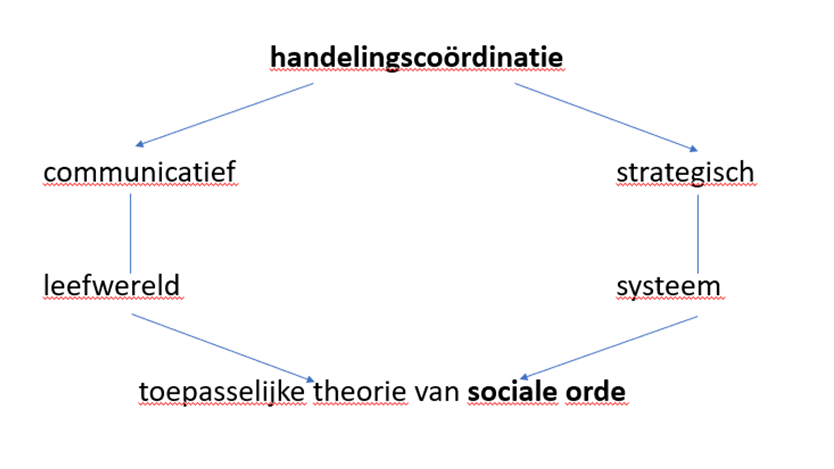 handelingscoördinatie
communicatief
strategisch
leefwereld
systeem
toepasselijke theorie van sociale orde